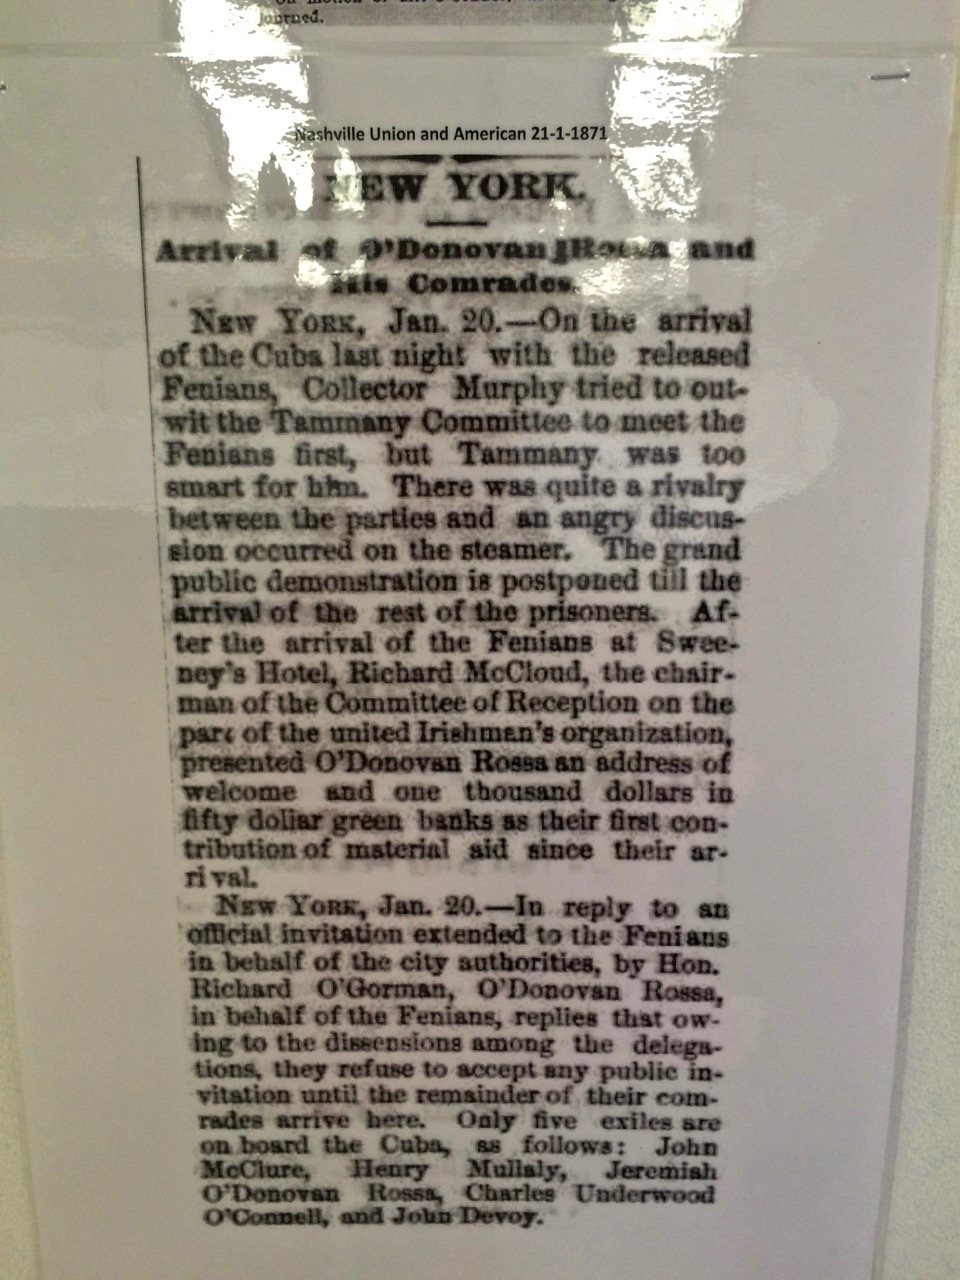 journed.
Nashville Union and American 21-1-1871
NEW YORK.
Arrival of O'Donovan Rossa and
His Comrades.
NEW YORK, Jan. 20.—On the arrival
of the Cuba last night with the released
Fenians, Collector Murphy tried to out-
wit the Tammany Committee to meet the
Fenians first, but Tammany was too
smart for him. There was quite a rivalry
between the parties and an angry discus-
sion occurred on the steamer. The grand
public demonstration is postponed till the
arrival of the rest of the prisoners. Af-
ter the arrival of the Fenians at Swee-
ney's Hotel, Richard McCloud, the chair-
man of the Committee of Reception on the
part of the united Irishman's organization,
presented O'Donovan Rossa an address of
welcome and one thousand dollars in
fifty dollar green banks as their first con-
tribution of material aid since their ar-
rival.
NEW YORK, Jan. 20.—In reply to an
official invitation extended to the Fenians
in behalf of the city authorities, by Hon.
Richard O'Gorman, O'Donovan Rossa,
in behalf of the Fenians, replies that ow-
ing to the dissensions among the delega-
tions, they refuse to accept any public in-
vitation until the remainder of their com-
rades arrive here. Only five exiles are
on board the Cuba, as follows: John
McClure, Henry Mullaly, Jeremiah
O'Donovan Rossa, Charles Underwood
O'Connell, and John Devoy.